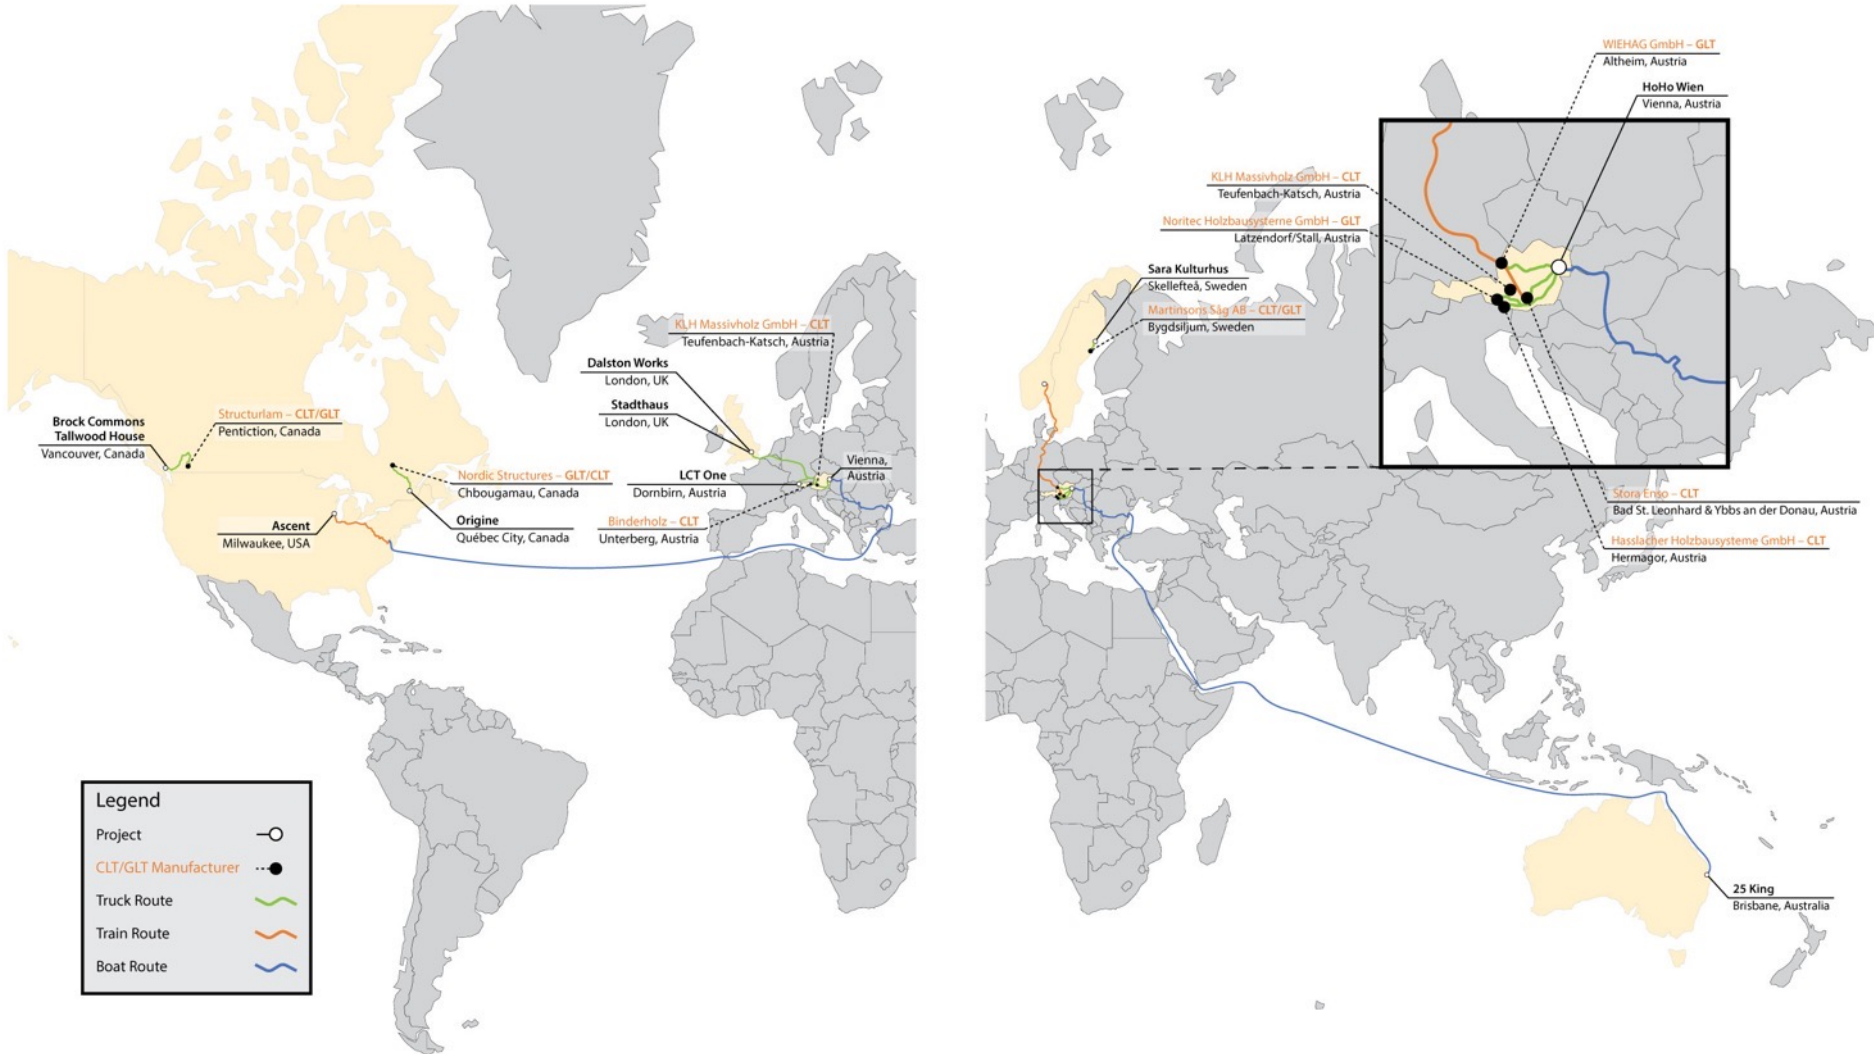 Brock Commons
Tallwood House
Vancouver, Canada
Structurlam – CLT/GLT
Pentiction, Canada
Nordic Structures – GLT/CLT
Chbougamau, Canada
Ascent
Milwaukee, USA
Origine
Québec City, Canada
KLH Massivholz GmbH – CLT
Teufenbach-Katsch, Austria
Dalston Works
London, UK
Stadthaus
London, UK
LCT One
Dornbirn, Austria
Vienna,
Austria
Binderholz – CLT
Unterberg, Austria
Legend
Project
CLT/GLT Manufacturer
Truck Route
Train Route
Boat Route
WIEHAG GmbH – GLT
Altheim, Austria
HoHo Wien
Vienna, Austria
KLH Massivholz GmbH – CLT
Teufenbach-Katsch, Austria
Noritec Holzbausysterne GmbH – GLT
Latzendorf/Stall, Austria
Sara Kulturhus
Skellefteå, Sweden
Martinsons Såg AB – CLT/GLT
Bygdsiljum, Sweden
Stora Enso – CLT
Bad St. Leonhard & Ybbs an der Donau, Austria
Hasslacher Holzbausysteme GmbH – CLT
Hermagor, Austria
25 King
Brisbane, Australia